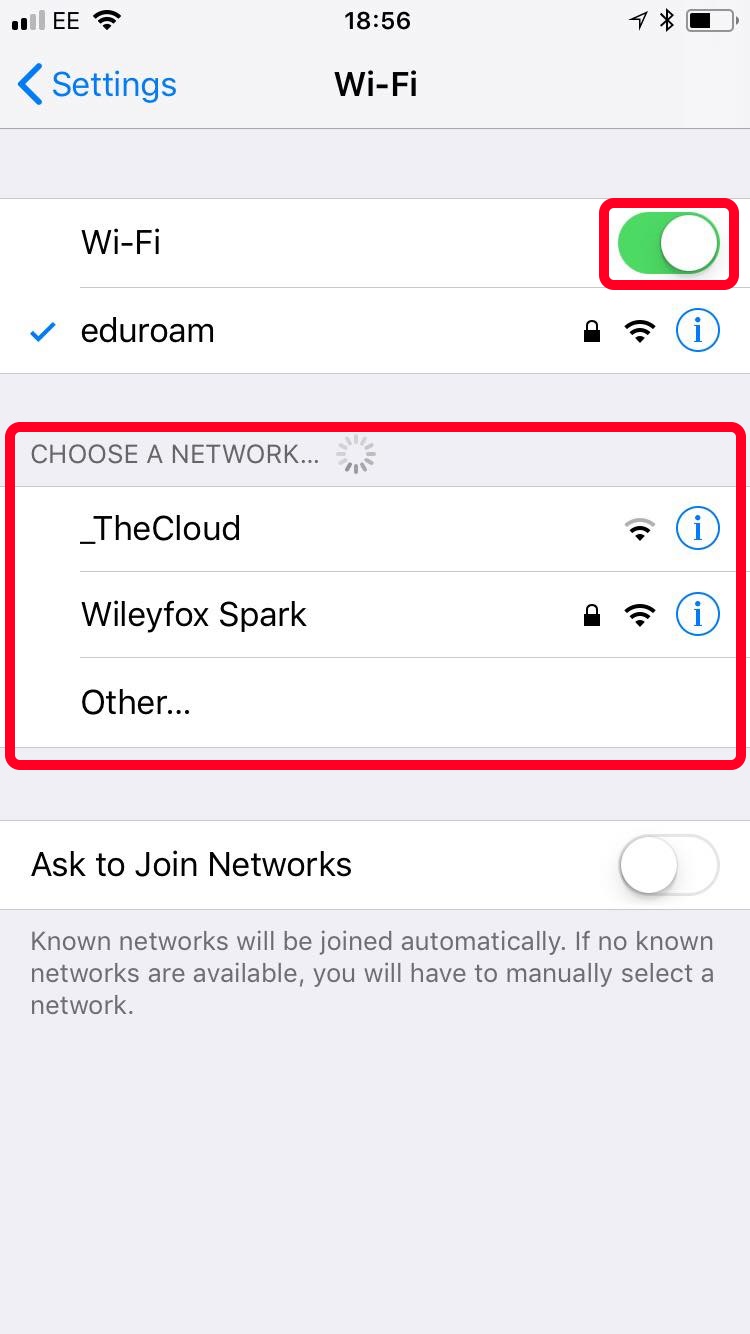 EE 18:56
Settings Wi-Fi
Wi-Fi
eduroam
CHOOSE A NETWORK...
_TheCloud
Wileyfox Spark
Other...
Ask to Join Networks
Known networks will be joined automatically. If no known
networks are available, you will have to manually select a
network.